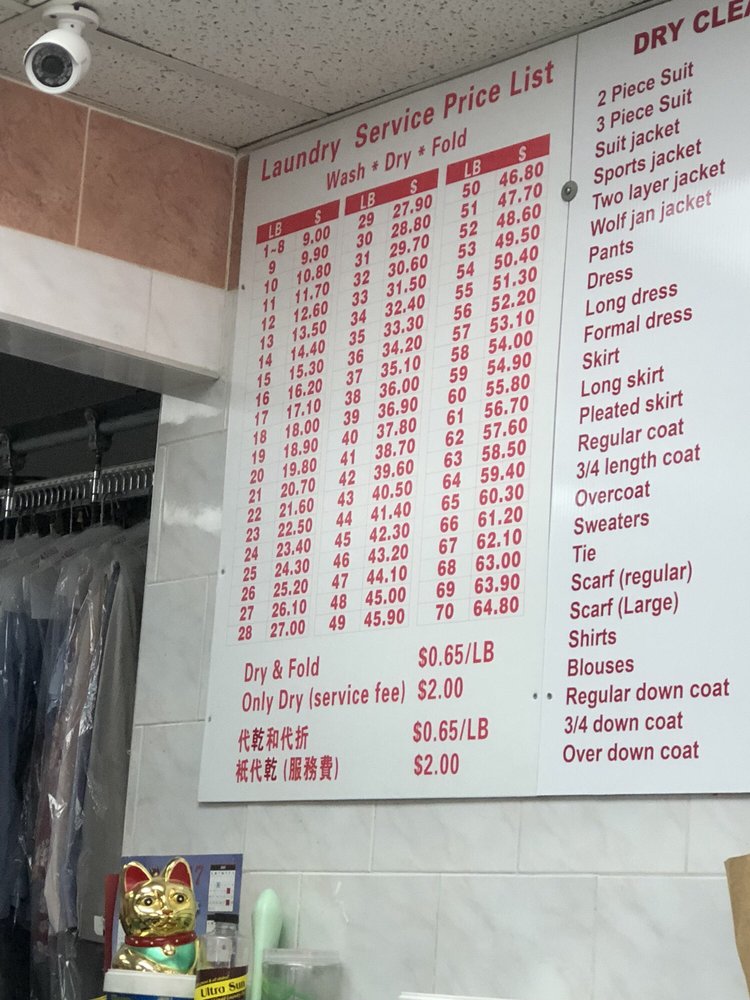 Laundry Service Price List
Wash * Dry * Fold
LB $
1~8 9.00
9 9.90
10 10.80
11 11.70
12 12.60
13 13.50
14 14.40
15 15.30
16 16.20
17 17.10
18 18.00
19 18.90
20 19.80
21 20.70
22 21.60
23 22.50
24 23.40
25 24.30
26 25.20
27 26.10
28 27.00
LB $
29 27.90
30 28.80
31 29.70
32 30.60
33 31.50
34 32.40
35 33.30
36 34.20
37 35.10
38 36.00
39 36.90
40 37.80
41 38.70
42 39.60
43 40.50
44 41.40
45 42.30
46 43.20
47 44.10
48 45.00
49 45.90
LB $
50 46.80
51 47.70
52 48.60
53 49.50
54 50.40
55 51.30
56 52.20
57 53.10
58 54.00
59 54.90
60 55.80
61 56.70
62 57.60
63 58.50
64 59.40
65 60.30
66 61.20
67 62.10
68 63.00
69 63.90
70 64.80
Dry & Fold $0.65/LB
Only Dry (service fee) $2.00
代乾和代折 $0.65/LB
祇代乾 (服務費) $2.00
DRY CLEA
2 Piece Suit
3 Piece Suit
Suit jacket
Sports jacket
Two layer jacket
Wolf jan jacket
Pants
Dress
Long dress
Formal dress
Skirt
Long skirt
Pleated skirt
Regular coat
3/4 length coat
Overcoat
Sweaters
Tie
Scarf (regular)
Scarf (Large)
Shirts
Blouses
Regular down coat
3/4 down coat
Over down coat
Ultra Sun